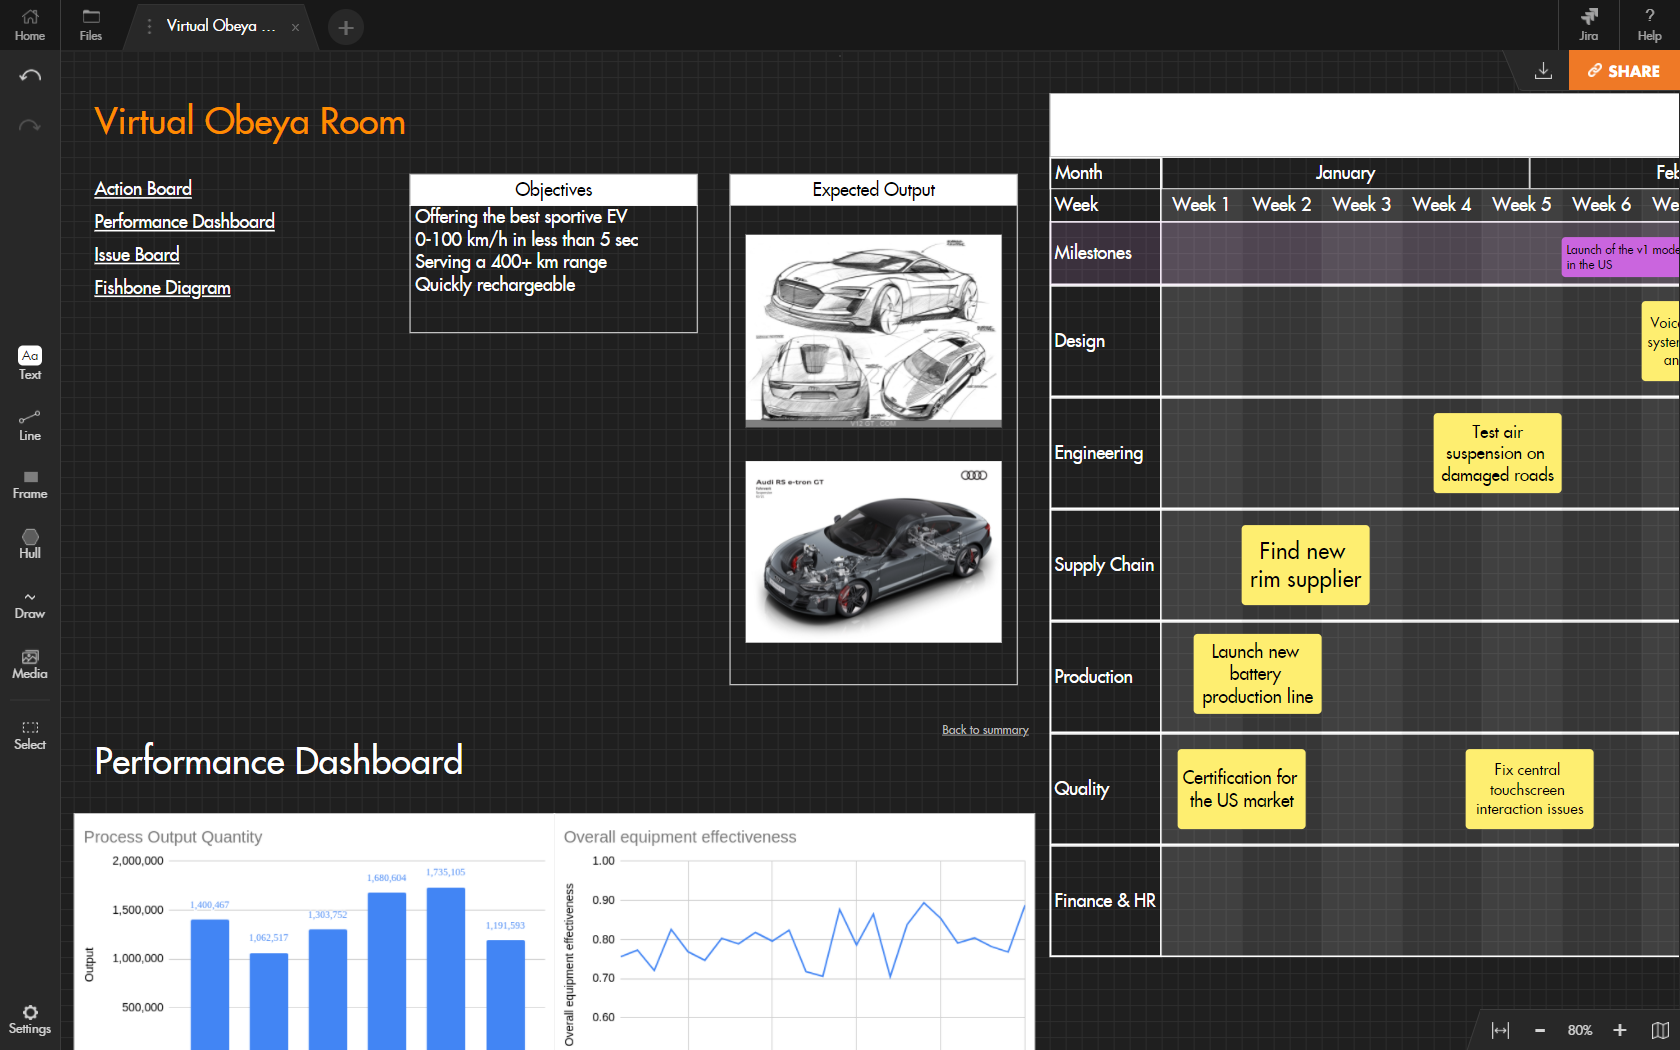 Home
Files
Virtual Obeya ...
x
Jira
?
Help
SHARE
Virtual Obeya Room
Action Board
Performance Dashboard
Issue Board
Fishbone Diagram
Objectives
Offering the best sportive EV
0-100 km/h in less than 5 sec
Serving a 400+ km range
Quickly rechargeable
Expected Output
V12-GT .COM
Audi RS e-tron GT
Month
January
Feb
Week
Week 1
Week 2
Week 3
Week 4
Week 5
Week 6
We
Milestones
Launch of the v1 mode
in the US
Design
Voic
syste
an
Engineering
Test air
suspension on
damaged roads
Supply Chain
Find new
rim supplier
Production
Launch new
battery
production line
Quality
Certification for
the US market
Fix central
touchscreen
interaction issues
Finance & HR
Aa
Text
Line
Frame
Hull
Draw
Media
Select
Settings
Back to summary
Performance Dashboard
Process Output Quantity
Output
2,000,000
1,500,000
1,000,000
500,000
1,400,467
1,062,517
1,303,752
1,680,604
1,735,105
1,191,593
Overall equipment effectiveness
Overall equipment effectiveness
1.00
0.90
0.80
0.70
0.60
80%